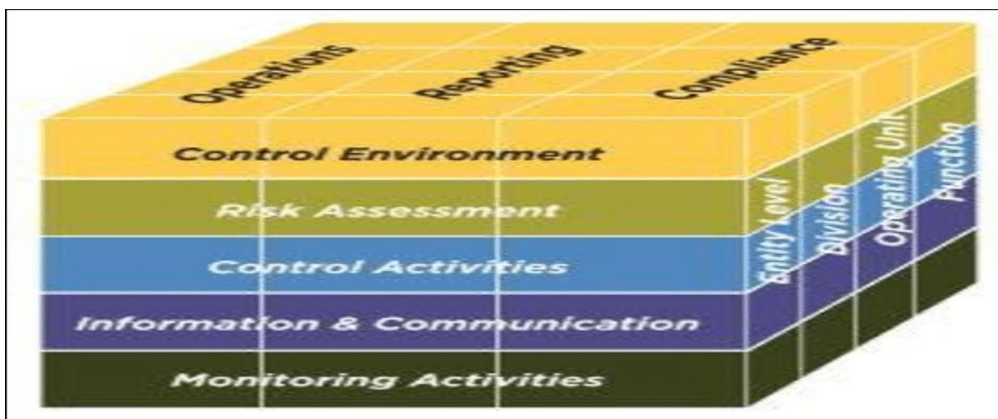 Operations
Reporting
Compliance
Control Environment
Risk Assessment
Control Activities
Information & Communication
Monitoring Activities
Entity Level
Division
Operating Unit
Function